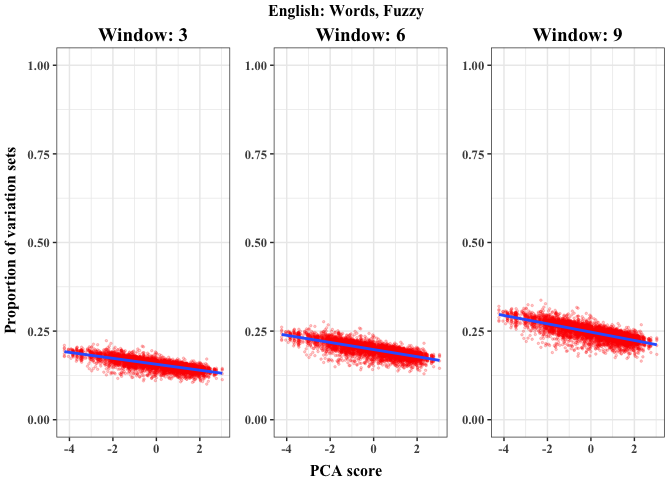 English: Words, Fuzzy
Window: 3
Window: 6
Window: 9
Proportion of variation sets
1.00
0.75
0.50
0.25
0.00
1.00
0.75
0.50
0.25
0.00
1.00
0.75
0.50
0.25
0.00
-4 -2 0 2
-4 -2 0 2
-4 -2 0 2
PCA score